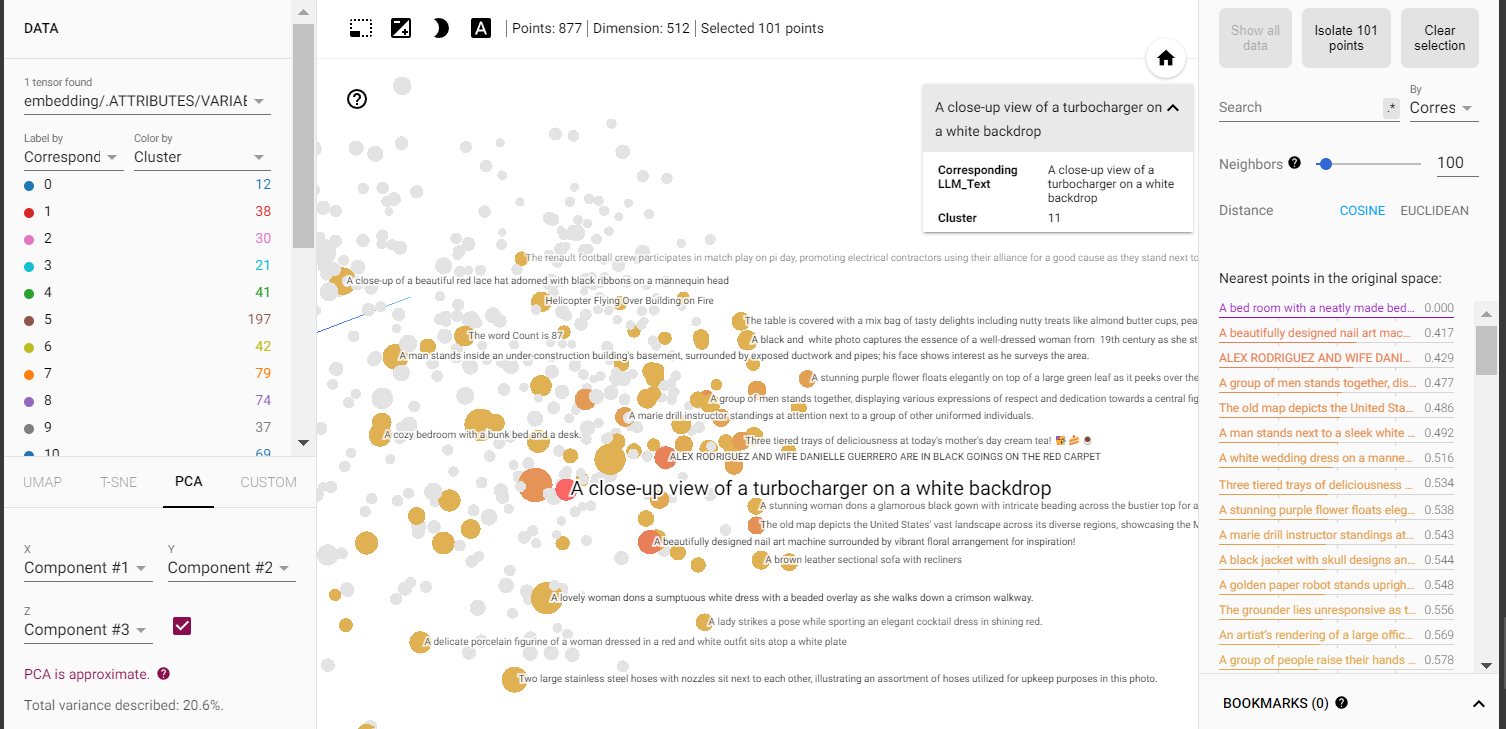 DATA
1 tensor found
embedding/.ATTRIBUTES/VARIAE
Label by
Color by
Correspond
Cluster
0 12
1 38
2 30
3 21
4 41
5 197
6 42
7 79
8 74
9 37
10 69
UMAP T-SNE PCA CUSTOM
X
Y
Component #1
Component #2
Z
Component #3
PCA is approximate.
Total variance described: 20.6%.
A
Points: 877 | Dimension: 512 | Selected 101 points
A close-up view of a turbocharger on
a white backdrop
Corresponding
LLM_Text
A close-up view of a
turbocharger on a white
backdrop
Cluster
11
The renault football crew participates in match play on pi day, promoting electrical contractors using their alliance for a good cause as they stand next to
A close-up of a beautiful red lace hat adorned with black ribbons on a mannequin head
Helicopter Flying Over Building on Fire
The table is covered with a mix bag of tasty delights including nutty treats like almond butter cups, pea
The word Count is 87
A black and white photo captures the essence of a well-dressed woman from 19th century as she st
A man stands inside an under-construction building's basement, surrounded by exposed ductwork and pipes; his face shows interest as he surveys the area.
A stunning purple flower floats elegantly on top of a large green leaf as it peeks over the
A group of men stands together, displaying various expressions of respect and dedication towards a central fig
A marie drill instructor standings at attention next to a group of other uniformed individuals.
A cozy bedroom with a bunk bed and a desk.
Three tiered trays of deliciousness at today's mother's day cream tea!
ALEX RODRIGUEZ AND WIFE DANIELLE GUERRERO ARE IN BLACK GOINGS ON THE RED CARPET
A close-up view of a turbocharger on a white backdrop
A stunning woman dons a glamorous black gown with intricate beading across the bustier top for a
The old map depicts the United States' vast landscape across its diverse regions, showcasing the M
A beautifully designed nail art machine surrounded by vibrant floral arrangement for inspiration!
A brown leather sectional sofa with recliners
A lovely woman dons a sumptuous white dress with a beaded overlay as she walks down a crimson walkway.
A lady strikes a pose while sporting an elegant cocktail dress in shining red.
A delicate porcelain figurine of a woman dressed in a red and white outfit sits atop a white plate
Two large stainless steel hoses with nozzles sit next to each other, illustrating an assortment of hoses utilized for upkeep purposes in this photo.
Show all
data
Isolate 101
points
Clear
selection
Search
.*
By
Corres
Neighbors
100
Distance
COSINE
EUCLIDEAN
Nearest points in the original space:
A bed room with a neatly made bed... 0.000
A beautifully designed nail art mac... 0.417
ALEX RODRIGUEZ AND WIFE DANI... 0.429
A group of men stands together, dis... 0.477
The old map depicts the United Sta... 0.486
A man stands next to a sleek white ... 0.492
A white wedding dress on a manne... 0.516
Three tiered trays of deliciousness ... 0.534
A stunning purple flower floats eleg... 0.538
A marie drill instructor standings at... 0.543
A black jacket with skull designs an... 0.544
A golden paper robot stands uprigh... 0.548
The grounder lies unresponsive as t... 0.556
An artist's rendering of a large offic... 0.569
A group of people raise their hands ... 0.578
BOOKMARKS (0)